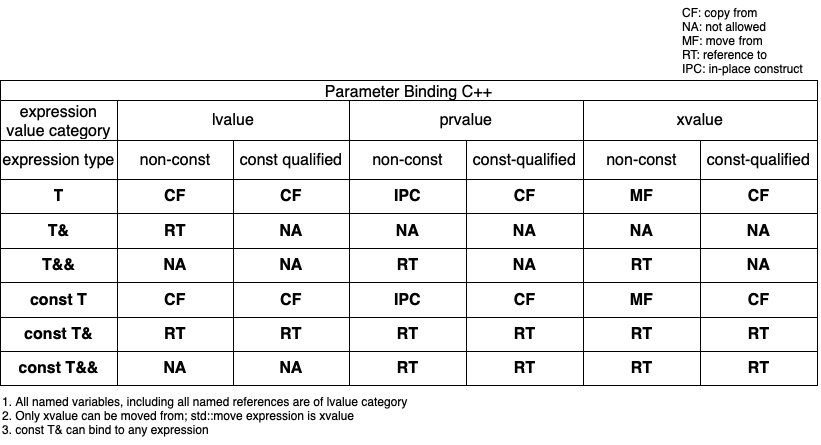 CF: copy from
NA: not allowed
MF: move from
RT: reference to
IPC: in-place construct
Parameter Binding C++
expression value category lvalue prvalue xvalue
expression type non-const const qualified non-const const-qualified non-const const-qualified
T CF CF IPC CF MF CF
T& RT NA NA NA NA NA
T&& NA NA RT NA RT NA
const T CF CF IPC CF MF CF
const T& RT RT RT RT RT RT
const T&& NA NA RT RT RT RT
1. All named variables, including all named references are of lvalue category
2. Only xvalue can be moved from; std::move expression is xvalue
3. const T& can bind to any expression